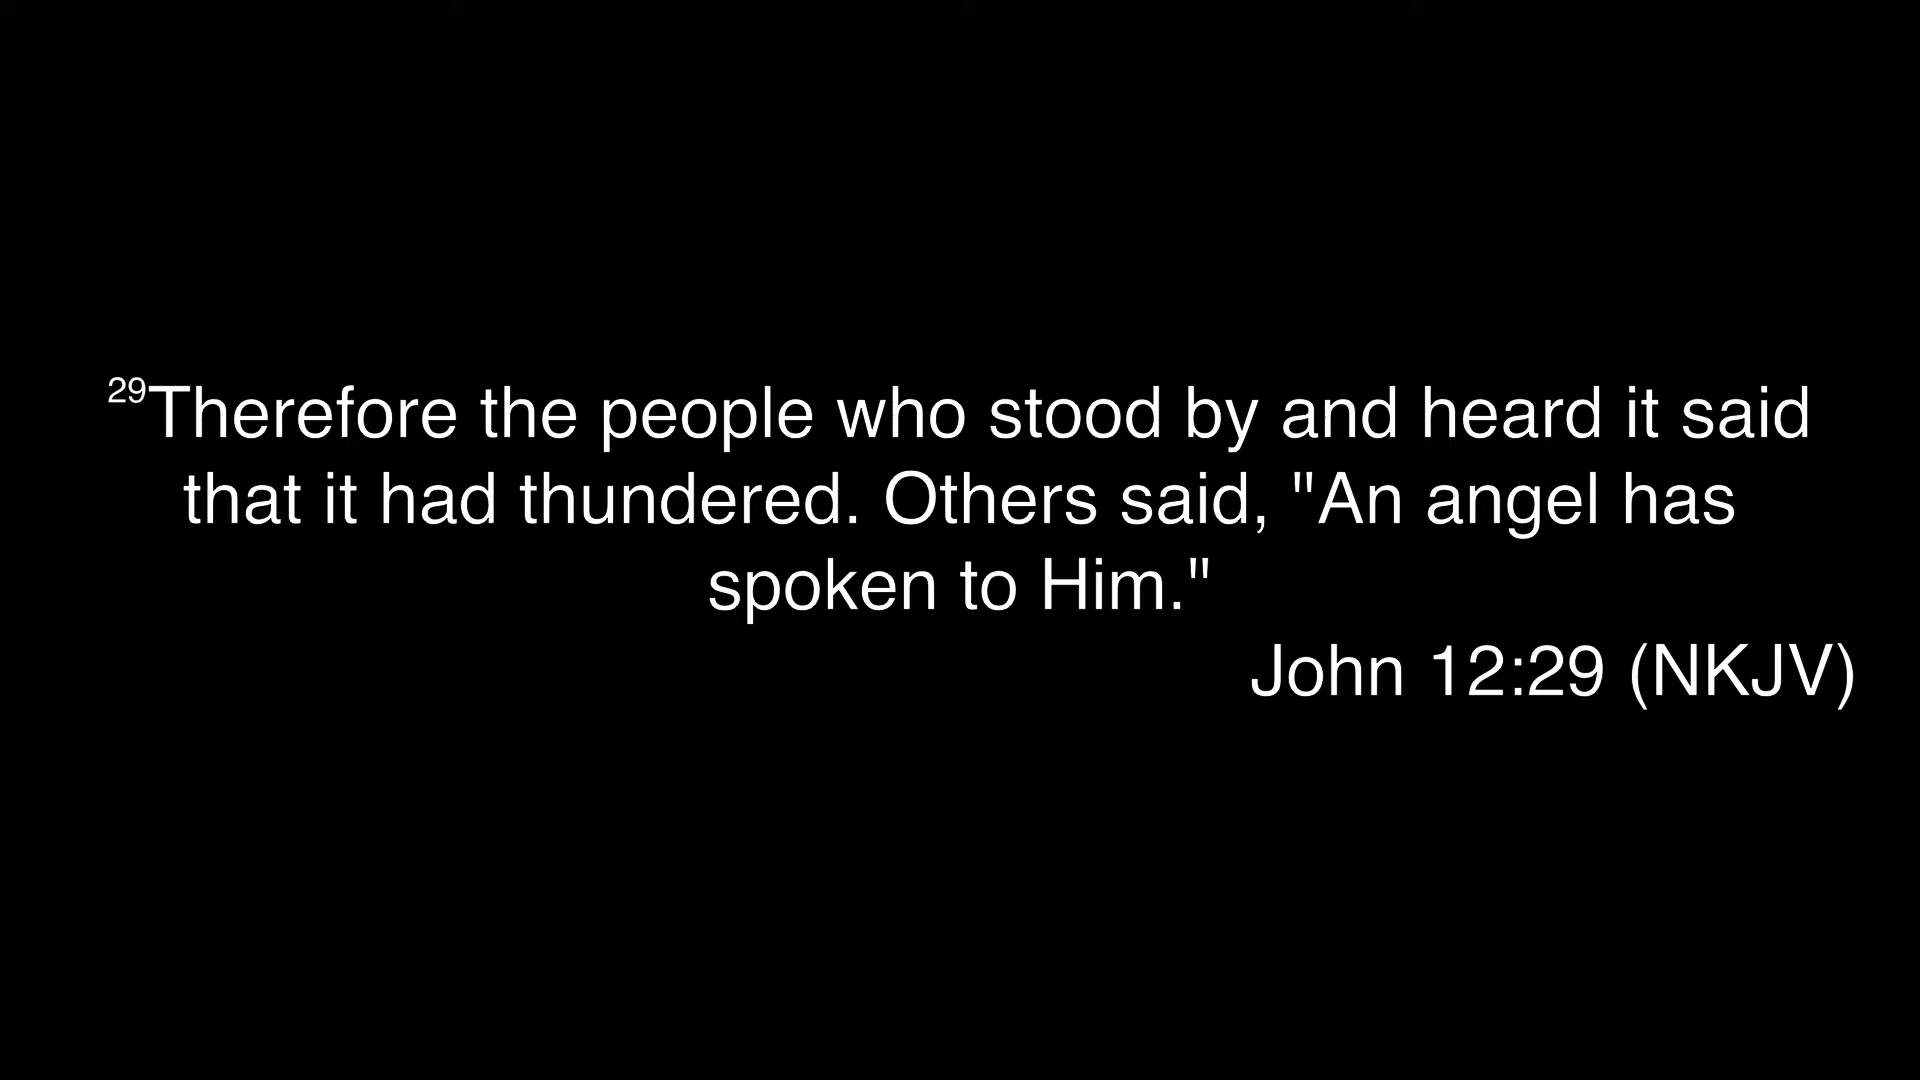 29Therefore the people who stood by and heard it said
that it had thundered. Others said, "An angel has
spoken to Him."
John 12:29 (NKJV)